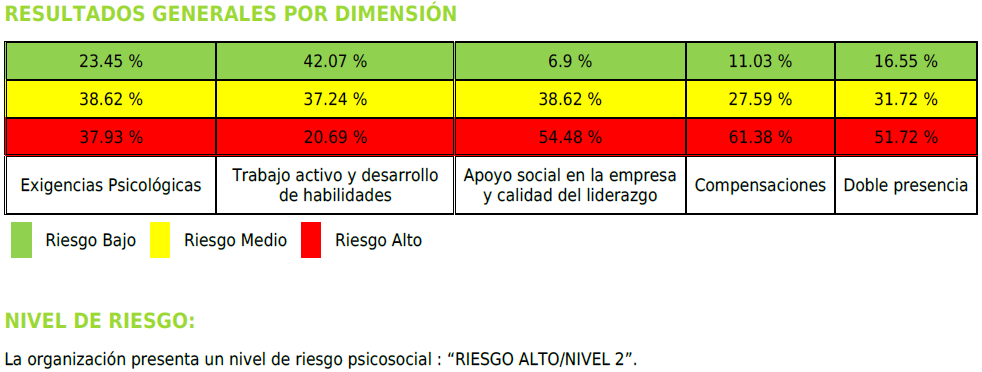 RESULTADOS GENERALES POR DIMENSIÓN
23.45 % 42.07 % 6.9 % 11.03 % 16.55 %
38.62 % 37.24 % 38.62 % 27.59 % 31.72 %
37.93 % 20.69 % 54.48 % 61.38 % 51.72 %
Exigencias Psicológicas
Trabajo activo y desarrollo
de habilidades
Apoyo social en la empresa
y calidad del liderazgo
Compensaciones
Doble presencia
Riesgo Bajo Riesgo Medio Riesgo Alto
NIVEL DE RIESGO:
La organización presenta un nivel de riesgo psicosocial : “RIESGO ALTO/NIVEL 2”.